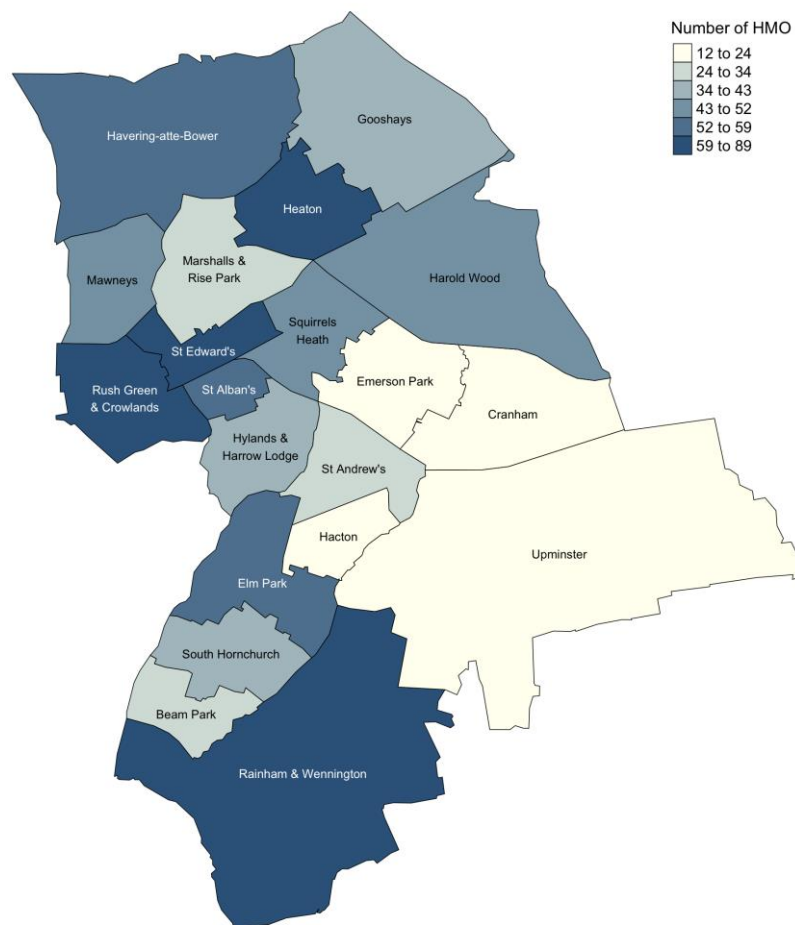 Number of HMO
12 to 24
24 to 34
34 to 43
43 to 52
52 to 59
59 to 89
Gooshays
Havering-atte-Bower
Heaton
Marshalls &
Rise Park
Mawneys
Harold Wood
Squirrels
Heath
St Edward's
Emerson Park
Rush Green
& Crowlands
St Alban's
Cranham
Hylands &
Harrow Lodge
St Andrew's
Hacton
Upminster
Elm Park
South Hornchurch
Beam Park
Rainham & Wennington